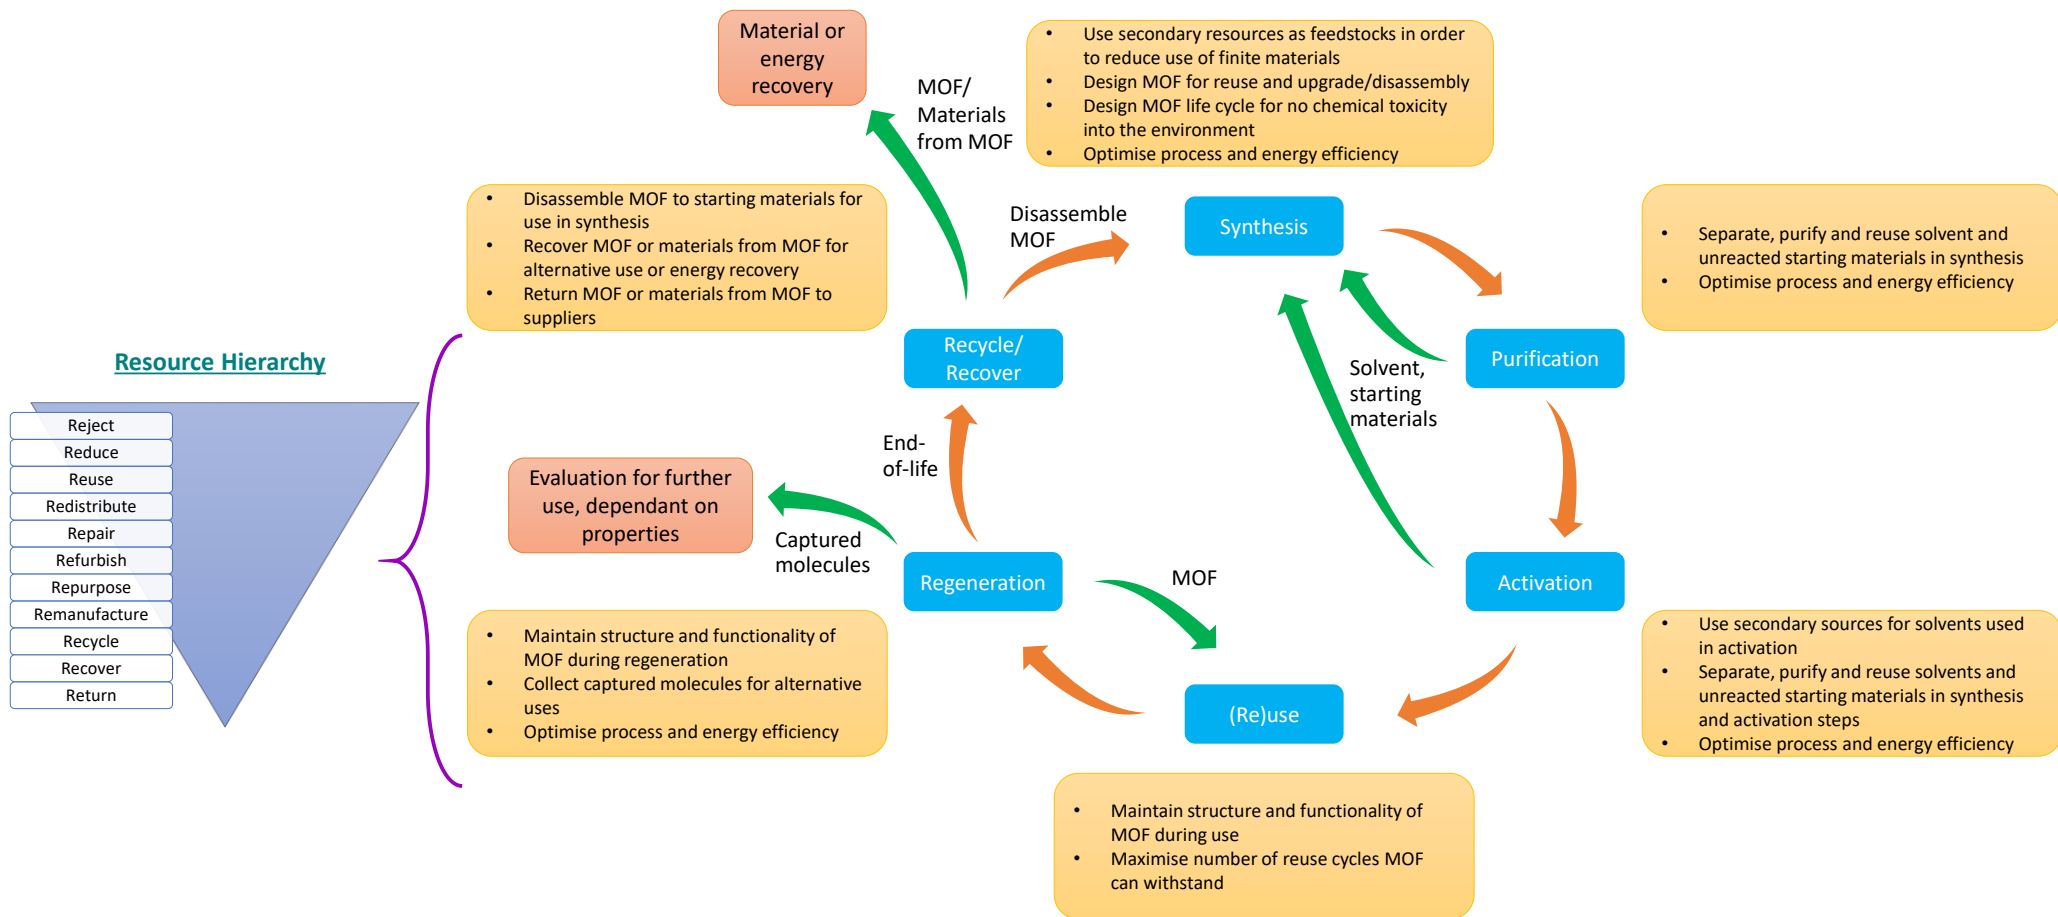 Material or
energy
recovery
MOF/
Materials
from MOF
• Use secondary resources as feedstocks in order
to reduce use of finite materials
• Design MOF for reuse and upgrade/disassembly
• Design MOF life cycle for no chemical toxicity
into the environment
• Optimise process and energy efficiency
• Disassemble MOF to starting materials for
use in synthesis
• Recover MOF or materials from MOF for
alternative use or energy recovery
• Return MOF or materials from MOF to
suppliers
Disassemble
MOF
Synthesis
• Separate, purify and reuse solvent and
unreacted starting materials in synthesis
• Optimise process and energy efficiency
Resource Hierarchy
Reject
Reduce
Reuse
Redistribute
Repair
Refurbish
Repurpose
Remanufacture
Recycle
Recover
Return
Recycle/
Recover
Purification
Solvent,
starting
materials
End-
of-life
Evaluation for further
use, dependant on
properties
Captured
molecules
Regeneration
MOF
Activation
• Maintain structure and functionality of
MOF during regeneration
• Collect captured molecules for alternative
uses
• Optimise process and energy efficiency
(Re)use
• Use secondary sources for solvents used
in activation
• Separate, purify and reuse solvents and
unreacted starting materials in synthesis
and activation steps
• Optimise process and energy efficiency
• Maintain structure and functionality of
MOF during use
• Maximise number of reuse cycles MOF
can withstand